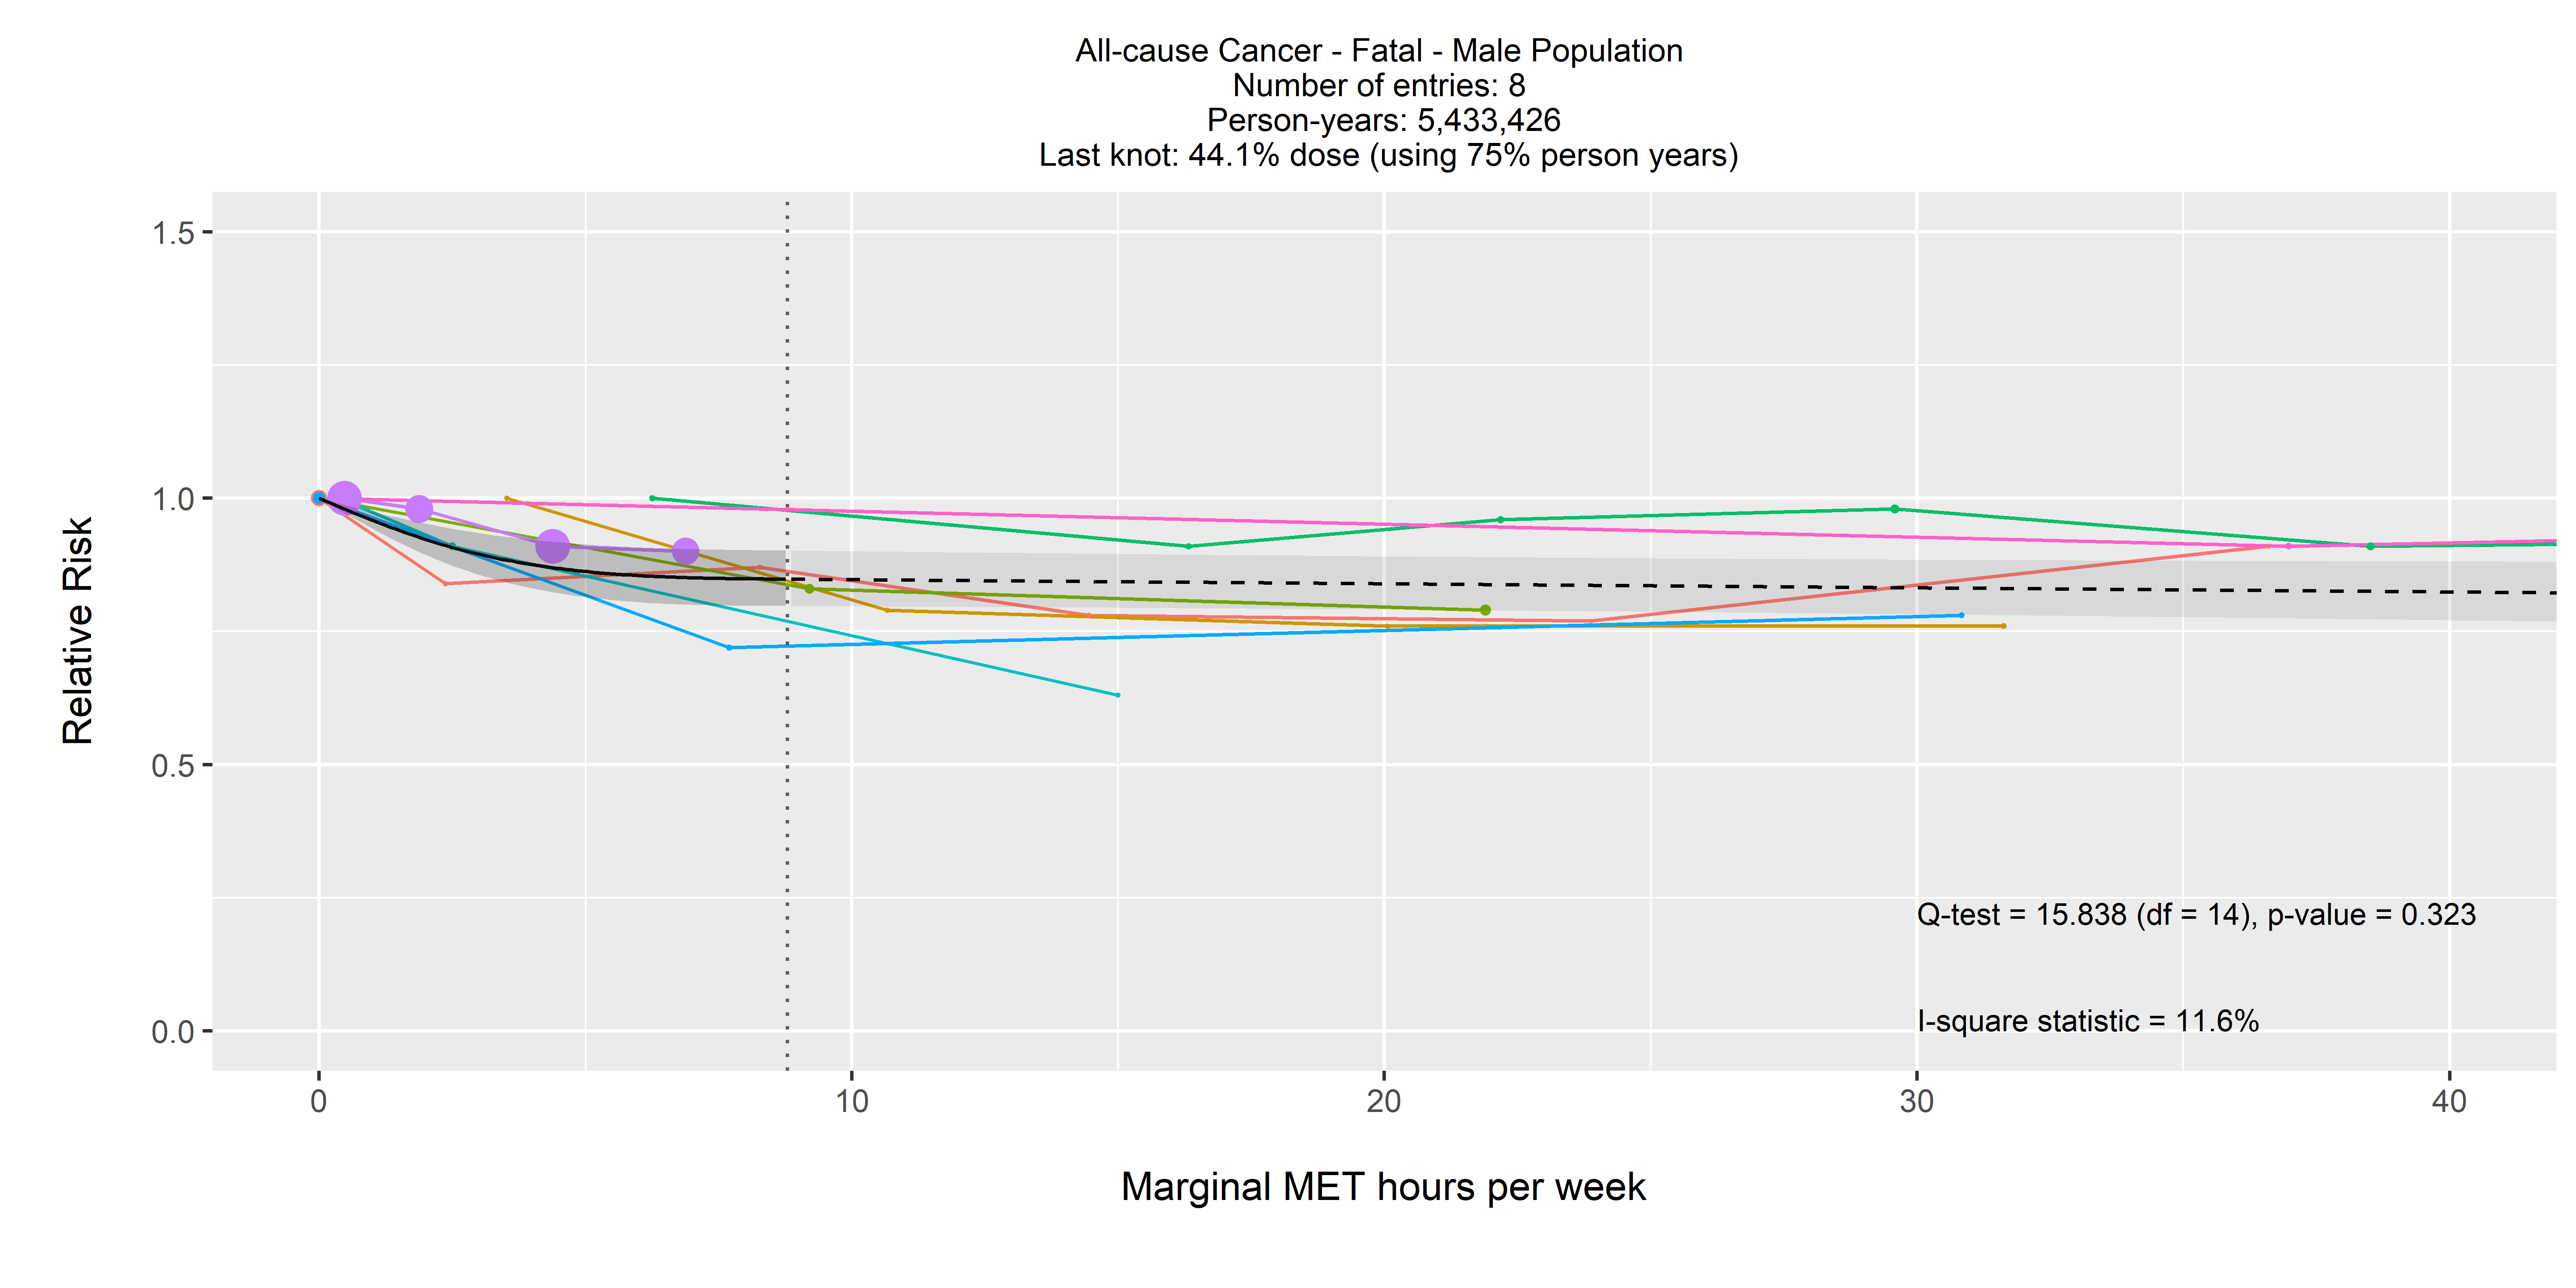 All-cause Cancer - Fatal - Male Population
Number of entries: 8
Person-years: 5,433,426
Last knot: 44.1% dose (using 75% person years)
1.5
1.0
0.5
0.0
Relative Risk
Q-test = 15.838 (df = 14), p-value = 0.323
I-square statistic = 11.6%
0 10 20 30 40
Marginal MET hours per week